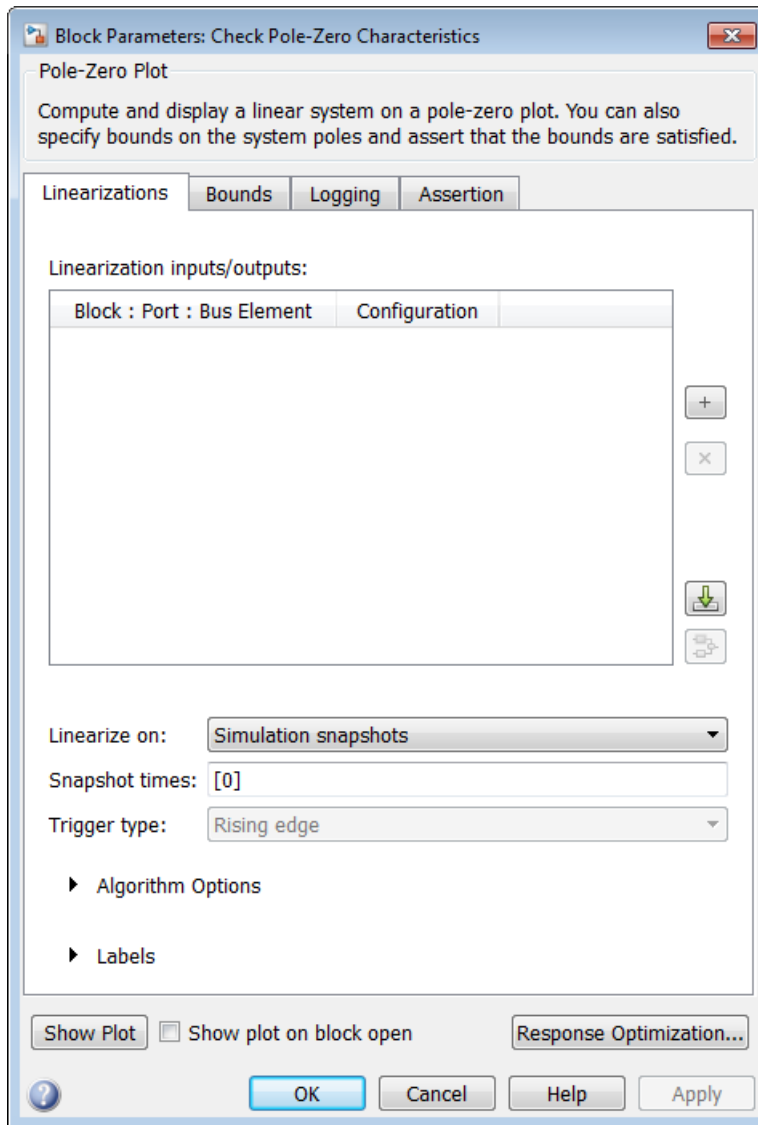 Block Parameters: Check Pole-Zero Characteristics
Pole-Zero Plot
Compute and display a linear system on a pole-zero plot. You can also
specify bounds on the system poles and assert that the bounds are satisfied.
Linearizations Bounds Logging Assertion
Linearization inputs/outputs:
Block : Port : Bus Element Configuration
Linearize on: Simulation snapshots
Snapshot times: [0]
Trigger type: Rising edge
Algorithm Options
Labels
Show Plot Show plot on block open Response Optimization...
OK Cancel Help Apply